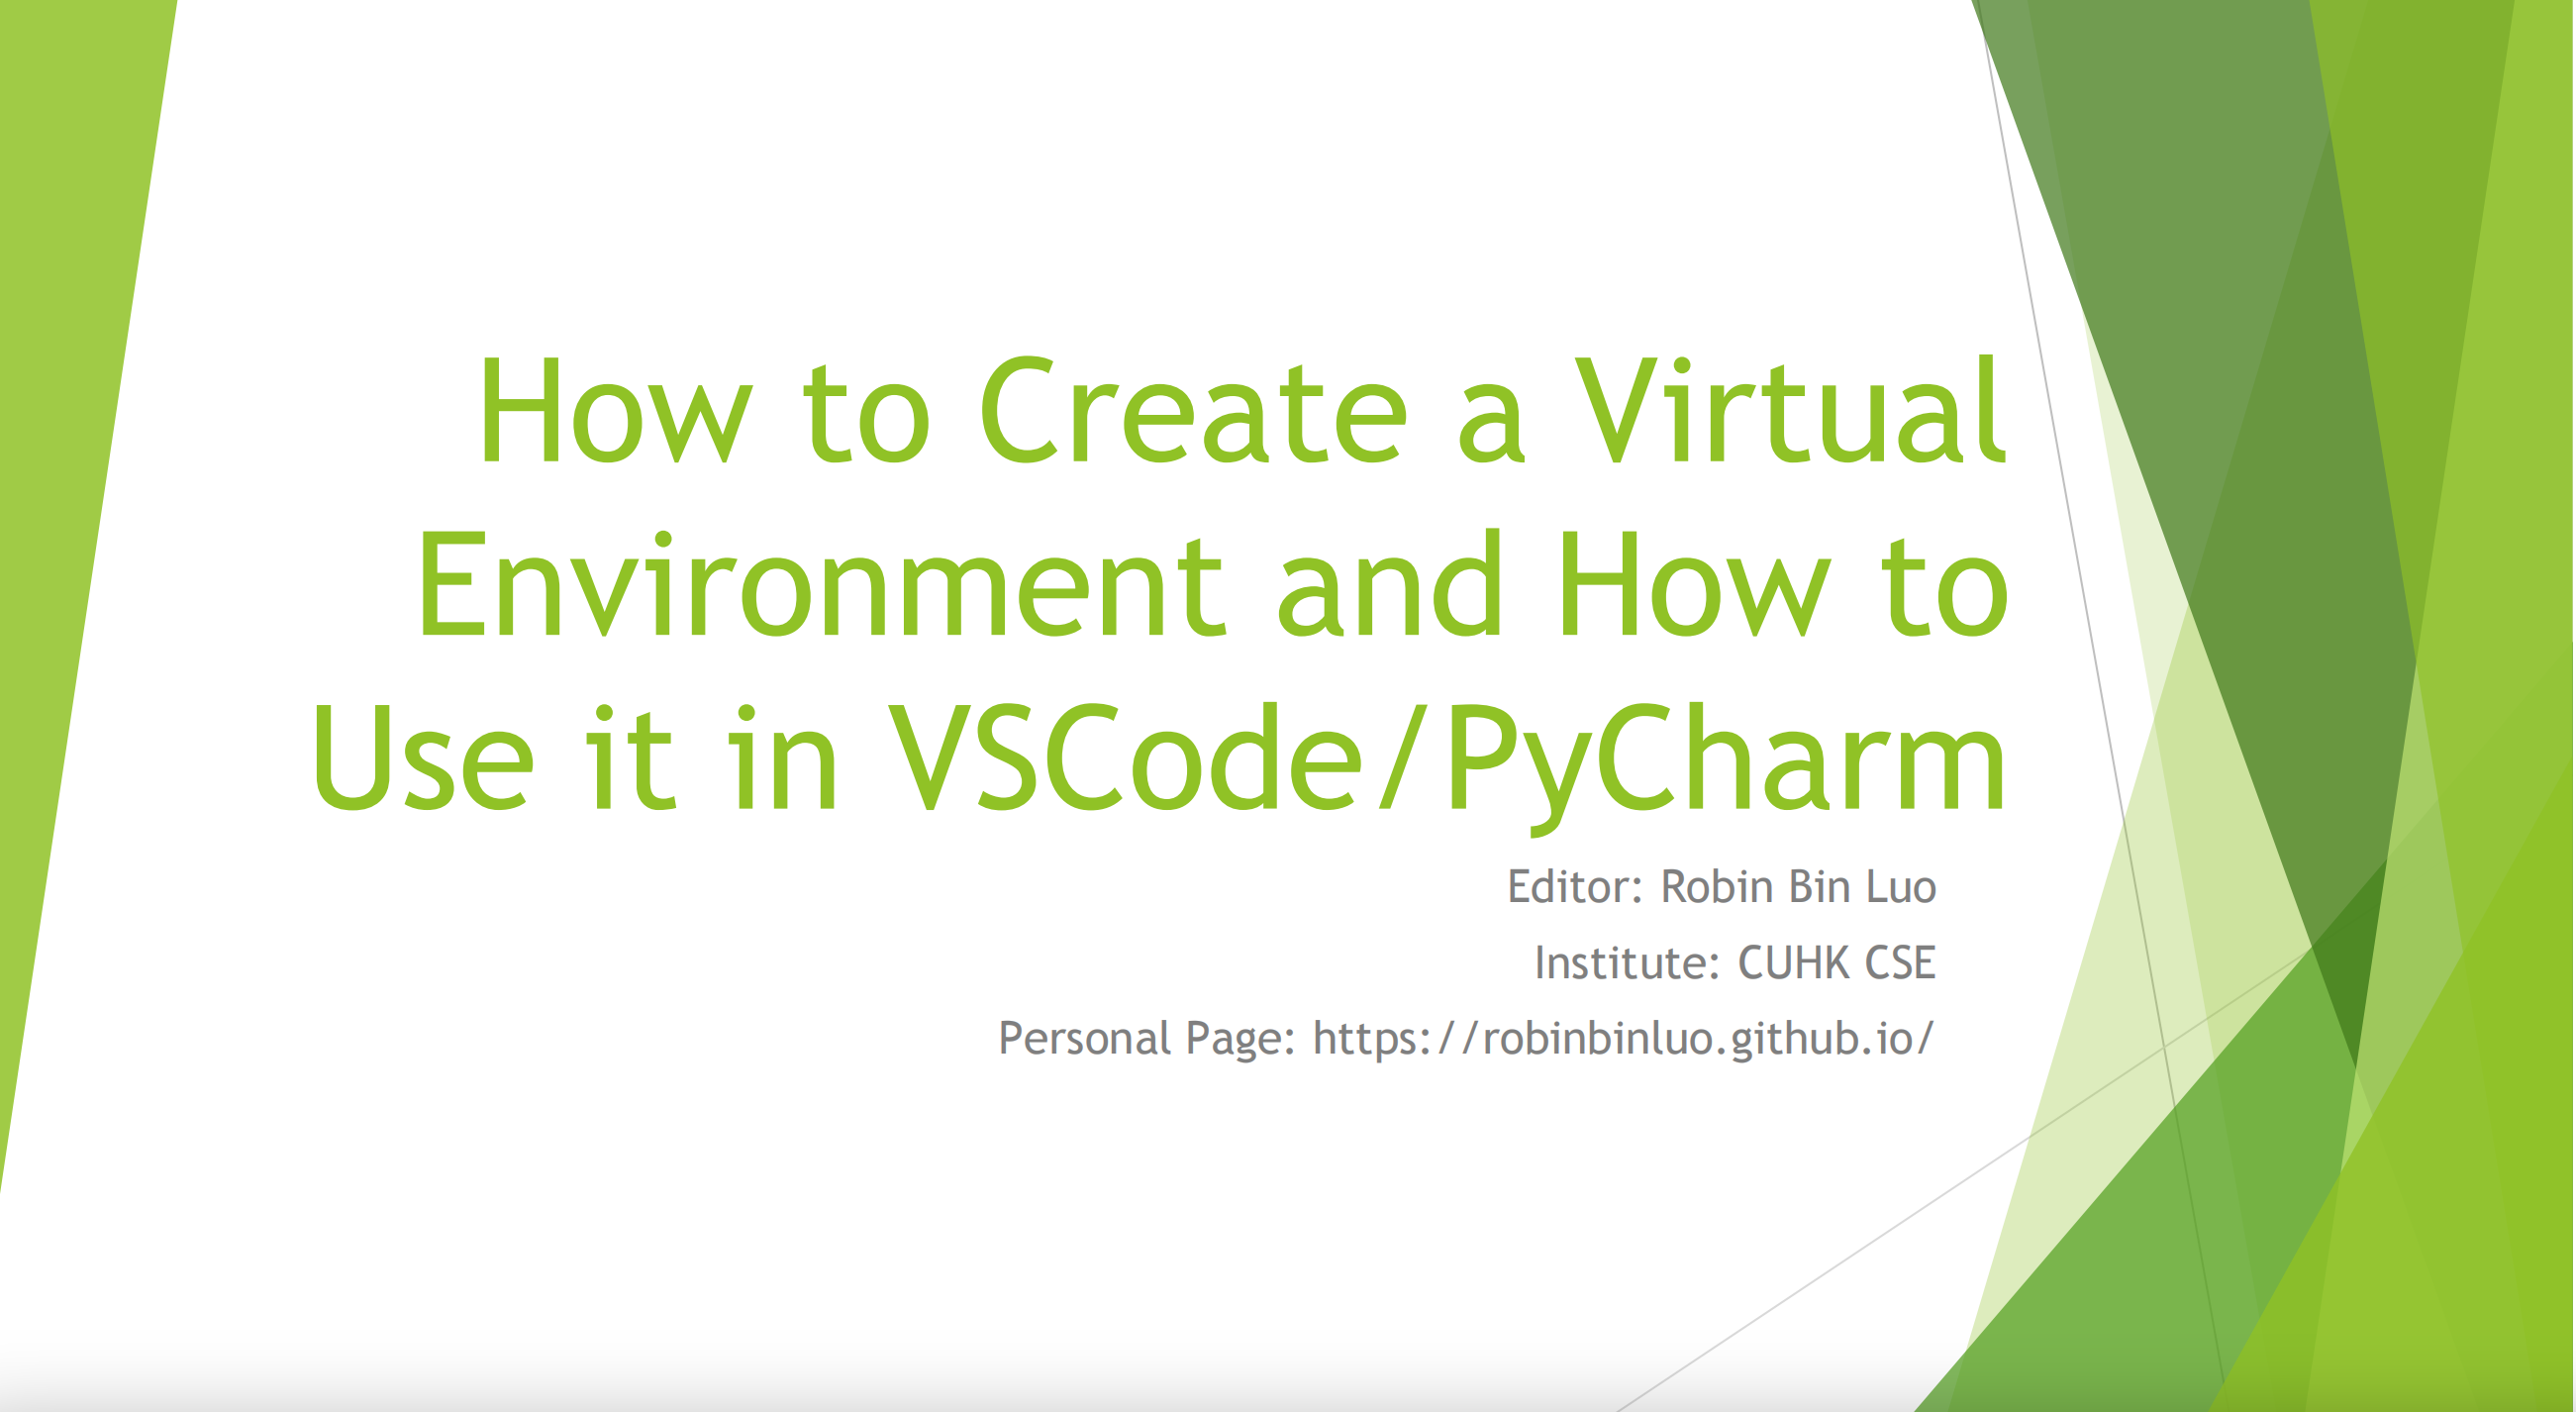 How to Create a Virtual
Environment and How to
Use it in VSCode/PyCharm
Editor: Robin Bin Luo
Institute: CUHK CSE
Personal Page: https://robinbinluo.github.io/